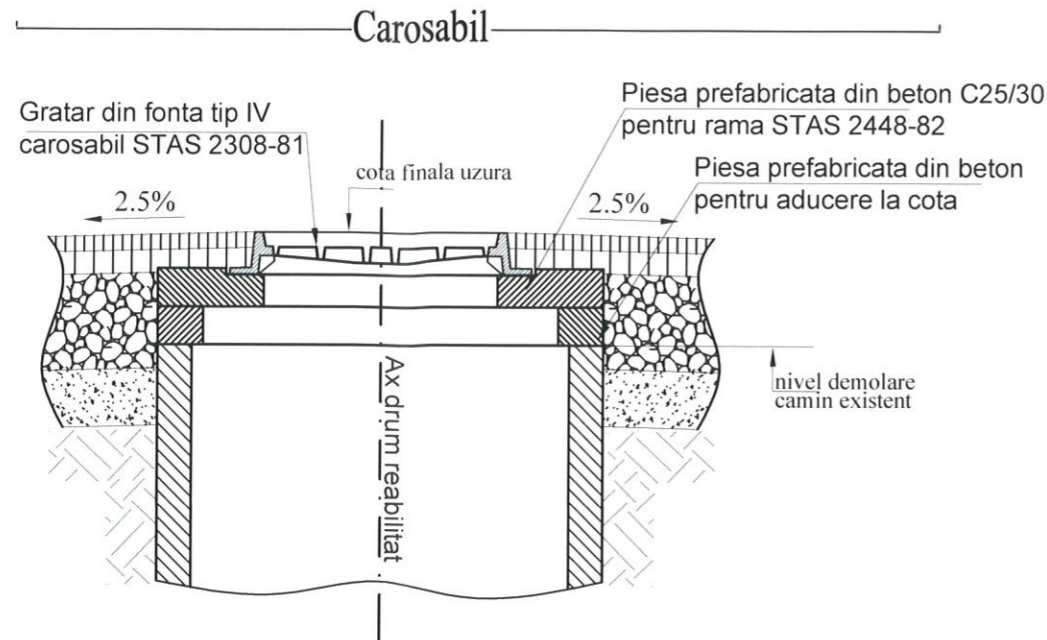 Carosabil
Gratar din fonta tip IV
carosabil STAS 2308-81
Piesa prefabricata din beton C25/30
pentru rama STAS 2448-82
cota finala uzura
Piesa prefabricata din beton
pentru aducere la cota
2.5%
2.5%
nivel demolare
camin existent
Ax drum reabilitat